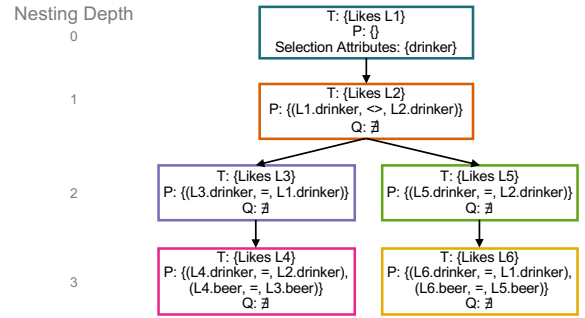 Nesting Depth
0
T: {Likes L1}
P: {}
Selection Attributes: {drinker}
1
T: {Likes L2}
P: {(L1.drinker, <>, L2.drinker)}
Q: ∄
2
T: {Likes L3}
P: {(L3.drinker, =, L1.drinker)}
Q: ∄
T: {Likes L5}
P: {(L5.drinker, =, L2.drinker)}
Q: ∄
3
T: {Likes L4}
P: {(L4.drinker, =, L2.drinker),
(L4.beer, =, L3.beer)}
Q: ∄
T: {Likes L6}
P: {(L6.drinker, =, L1.drinker),
(L6.beer, =, L5.beer)}
Q: ∄